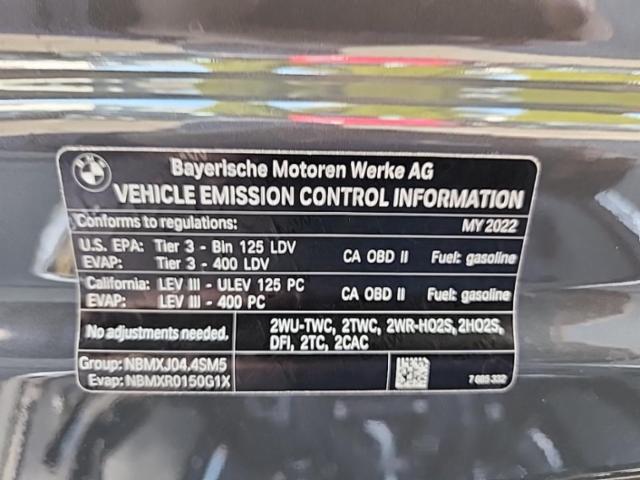 BMW
Bayerische Motoren Werke AG
VEHICLE EMISSION CONTROL INFORMATION
Conforms to regulations: MY 2022
U.S. EPA: Tier 3 - Bin 125 LDV CA OBD II Fuel: gasoline
EVAP: Tier 3 - 400 LDV
California: LEV III - ULEV 125 PC CA OBD II Fuel: gasoline
EVAP: LEV III - 400 PC
No adjustments needed. 2WU-TWC, 2TWC, 2WR-HO2S, 2HO2S,
DFI, 2TC, 2CAC
Group: NBMXJ04.4SM5
Evap: NBMXR0150G1X